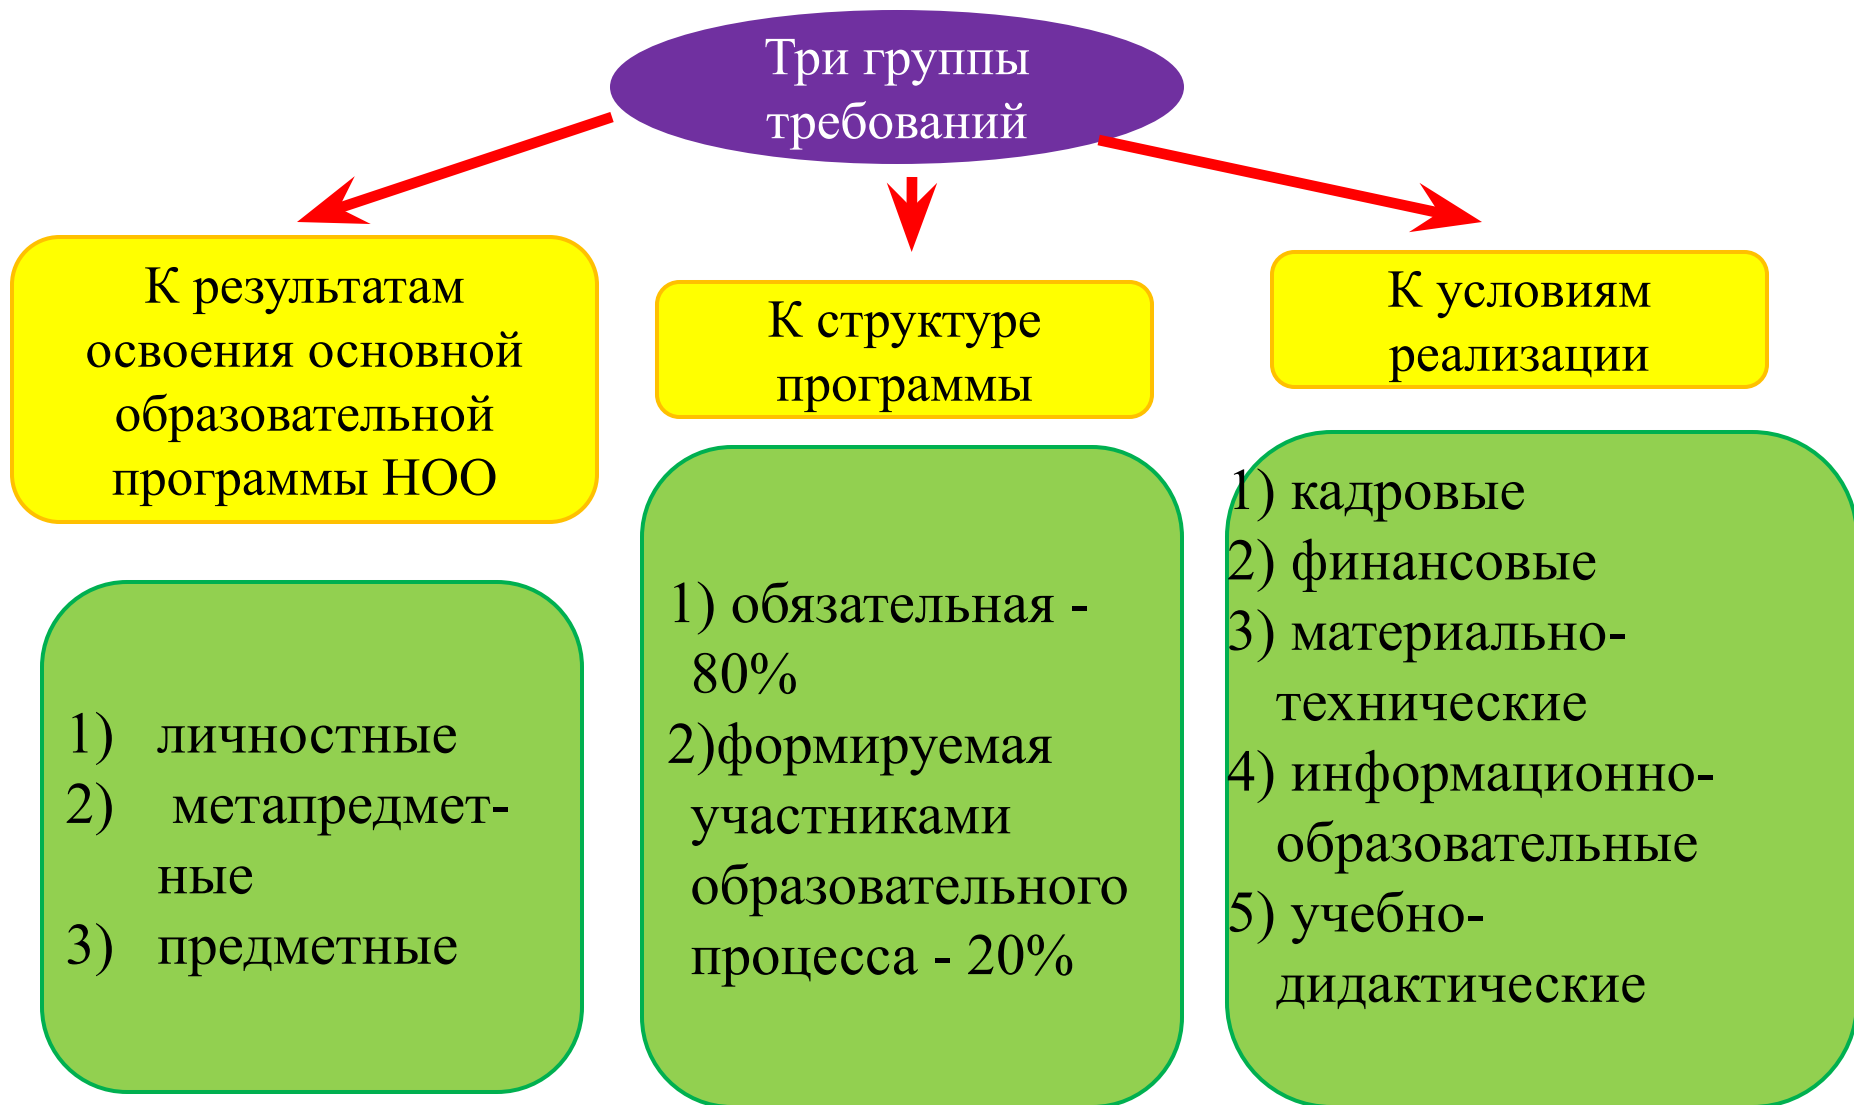 Три группы
требований
К результатам
освоения основной
образовательной
программы НОО
К структуре
программы
К условиям
реализации
1) личностные
2) метапредмет-
ные
3) предметные
1) обязательная -
80%
2)формируемая
участниками
образовательного
процесса - 20%
1) кадровые
2) финансовые
3) материально-
технические
4) информационно-
образовательные
5) учебно-
дидактические